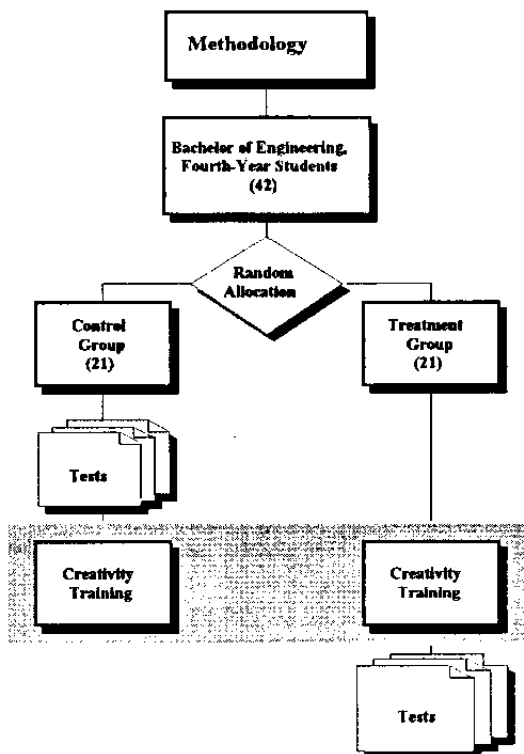 Methodology
Bachelor of Engineering,
Fourth-Year Students
(42)
Random
Allocation
Control
Group
(21)
Treatment
Group
(21)
Tests
Creativity
Training
Creativity
Training
Tests